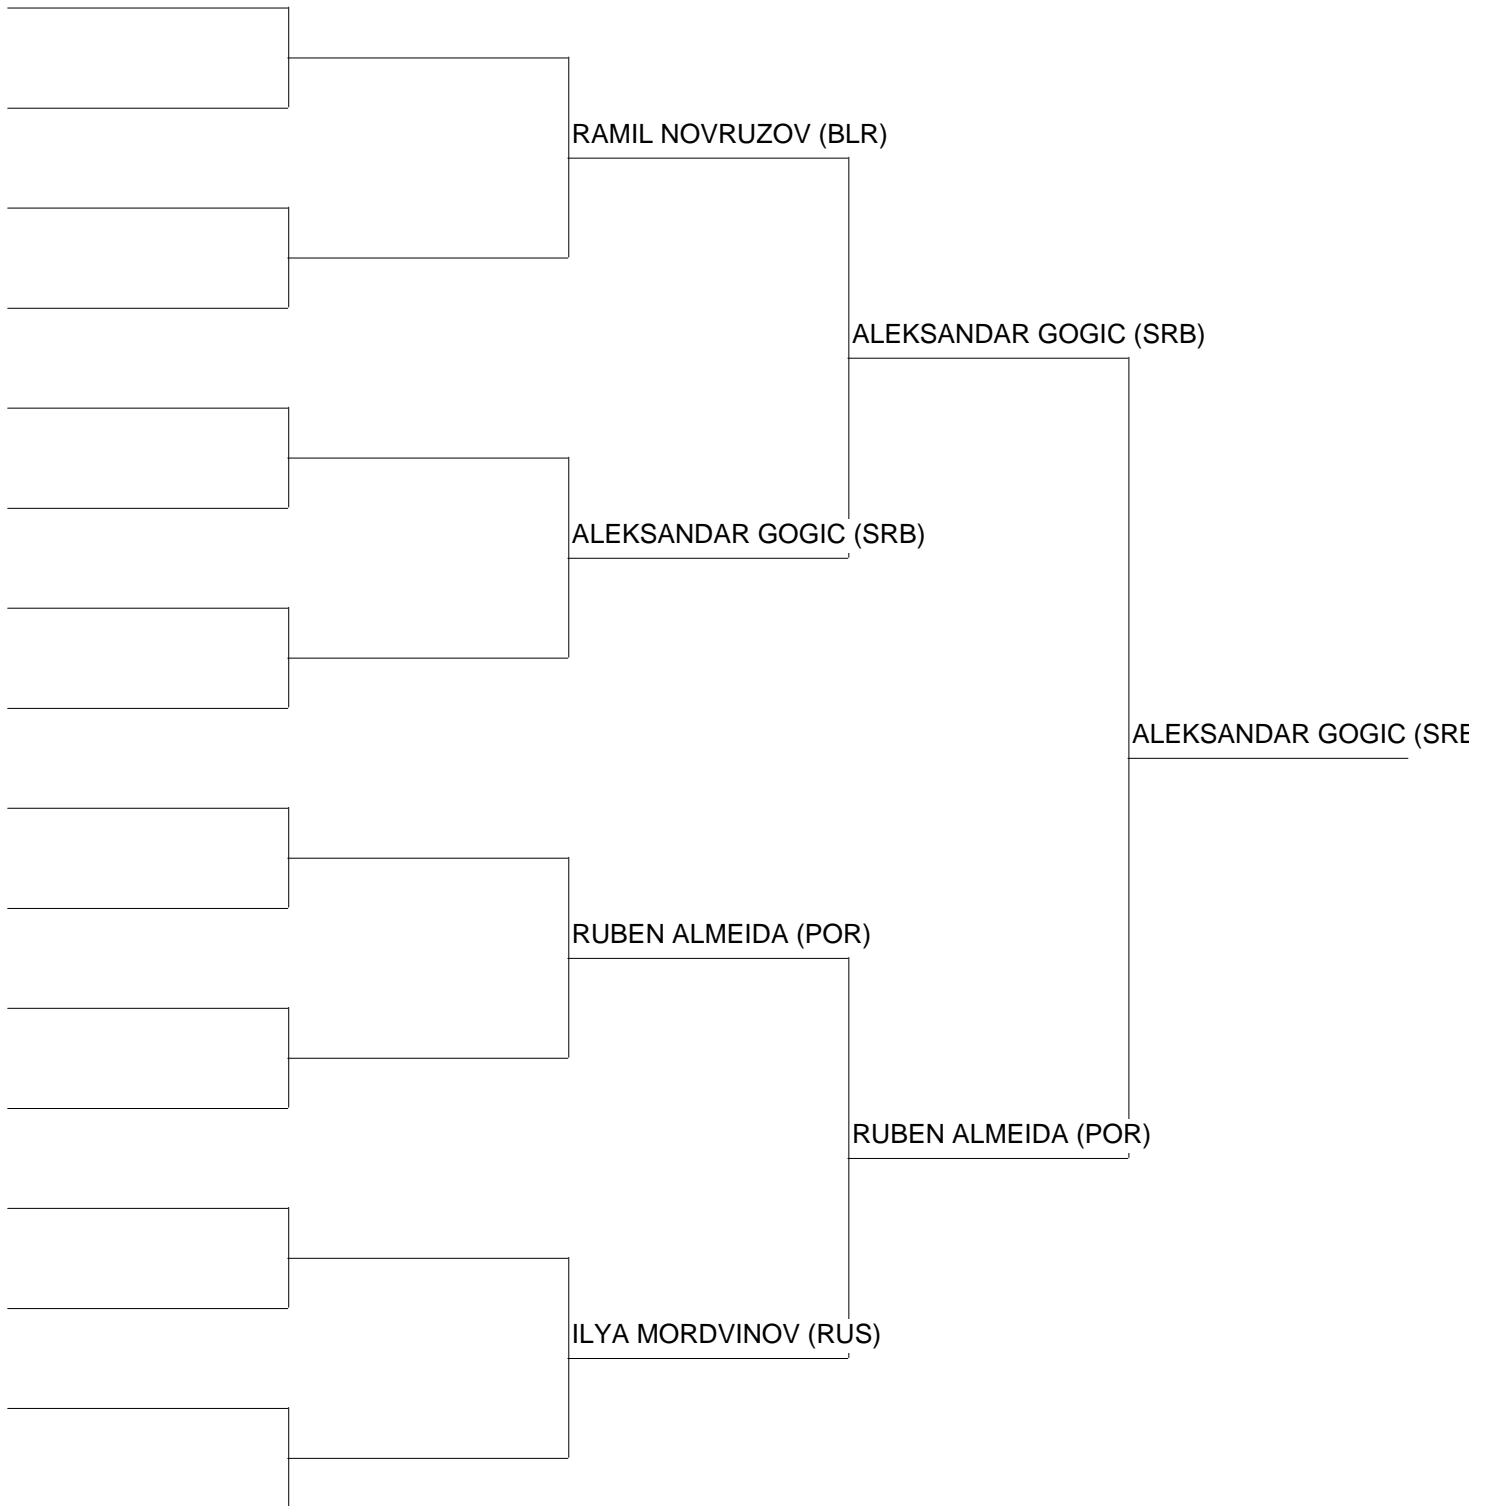 RAMIL NOVRUZOV (BLR)
ALEKSANDAR GOGIC (SRB)
ALEKSANDAR GOGIC (SRB)
ALEKSANDAR GOGIC (SRB
RUBEN ALMEIDA (POR)
RUBEN ALMEIDA (POR)
ILYA MORDVINOV (RUS)